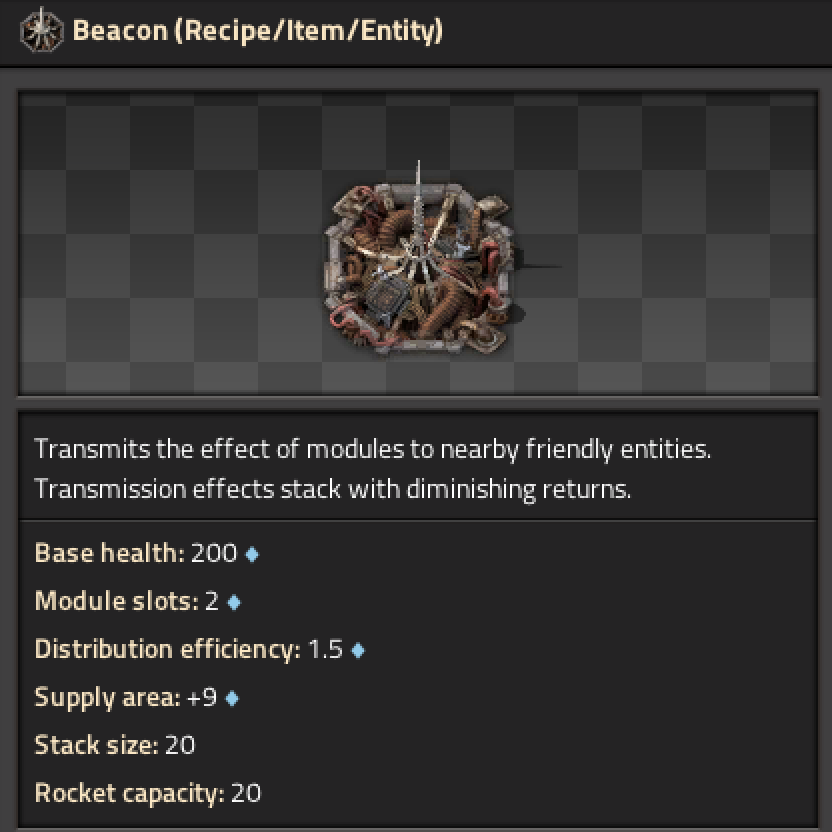 Beacon (Recipe/Item/Entity)
Transmits the effect of modules to nearby friendly entities.
Transmission effects stack with diminishing returns.
Base health: 200
Module slots: 2
Distribution efficiency: 1.5
Supply area: +9
Stack size: 20
Rocket capacity: 20